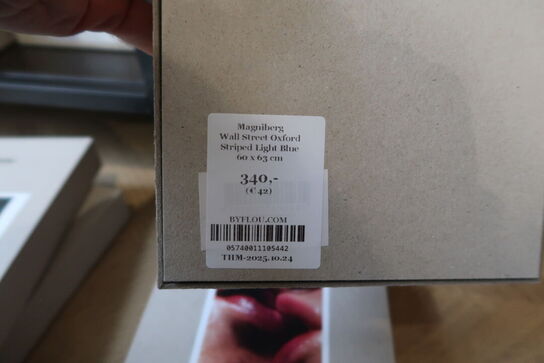 Magniberg
Wall Street Oxford
Striped Light Blue
60 x 63 cm
340,-
(€ 42)
BYFLOU.COM
05740011105442
THM-2025.10.24